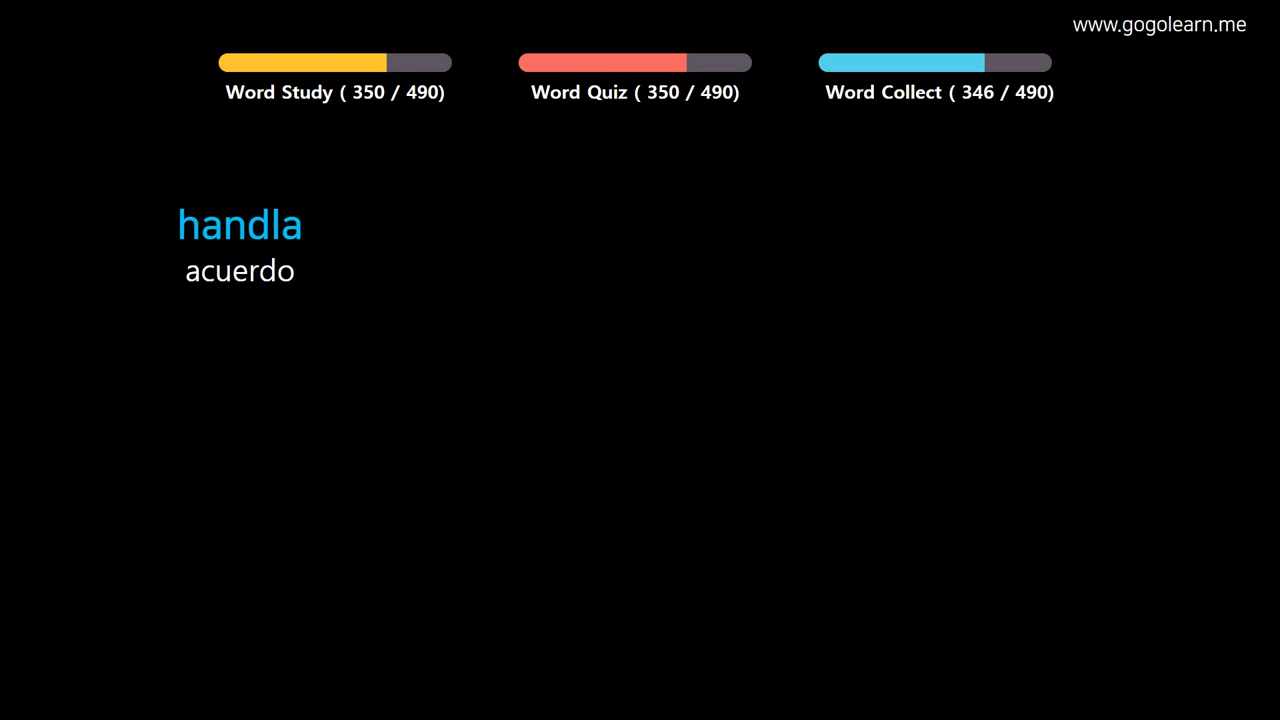 www.gogolearn.me
Word Study ( 350 / 490)
Word Quiz ( 350 / 490)
Word Collect ( 346 / 490)
handla
acuerdo